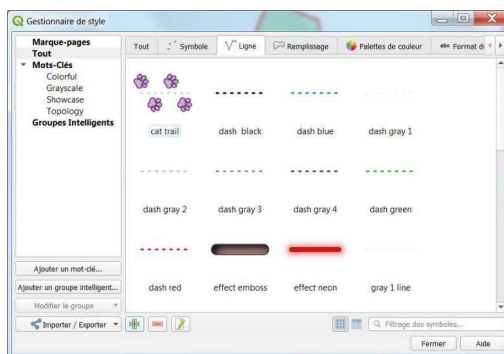 Gestionnaire de style
Marque-pages
Tout
Mots-Clés
Colorful
Grayscale
Showcase
Topology
Groupes Intelligents
Ajouter un mot-clé...
Ajouter un groupe intelligent...
Modifier le groupe
Importer / Exporter
Tout Symbole Ligne Remplissage Palettes de couleur abc Format d
cat trail dash black dash blue dash gray 1
dash gray 2 dash gray 3 dash gray 4 dash green
dash red effect emboss effect neon gray 1 line
Filtrage des symboles...
Fermer Aide